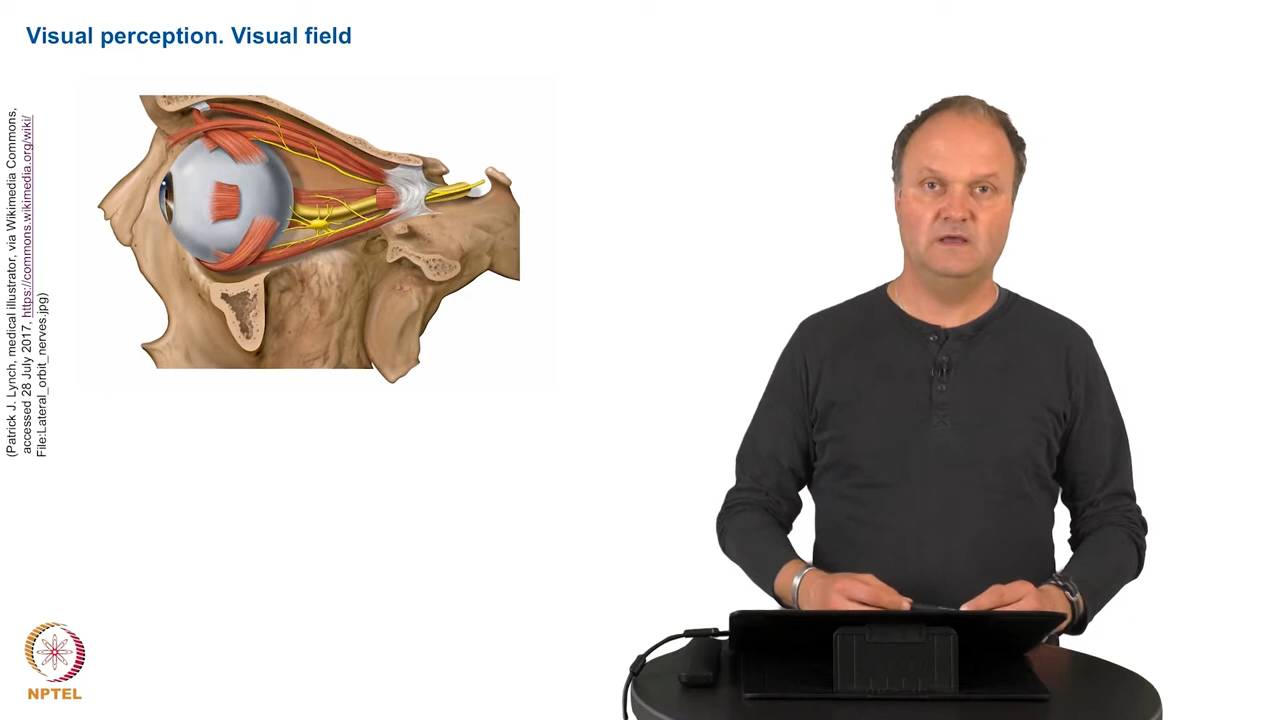 Visual perception. Visual field
(Patrick J. Lynch, medical illustrator, via Wikimedia Commons,
accessed 28 July 2017, https://commons.wikimedia.org/wiki/
File:Lateral_orbit_nerves.jpg)
NPTEL